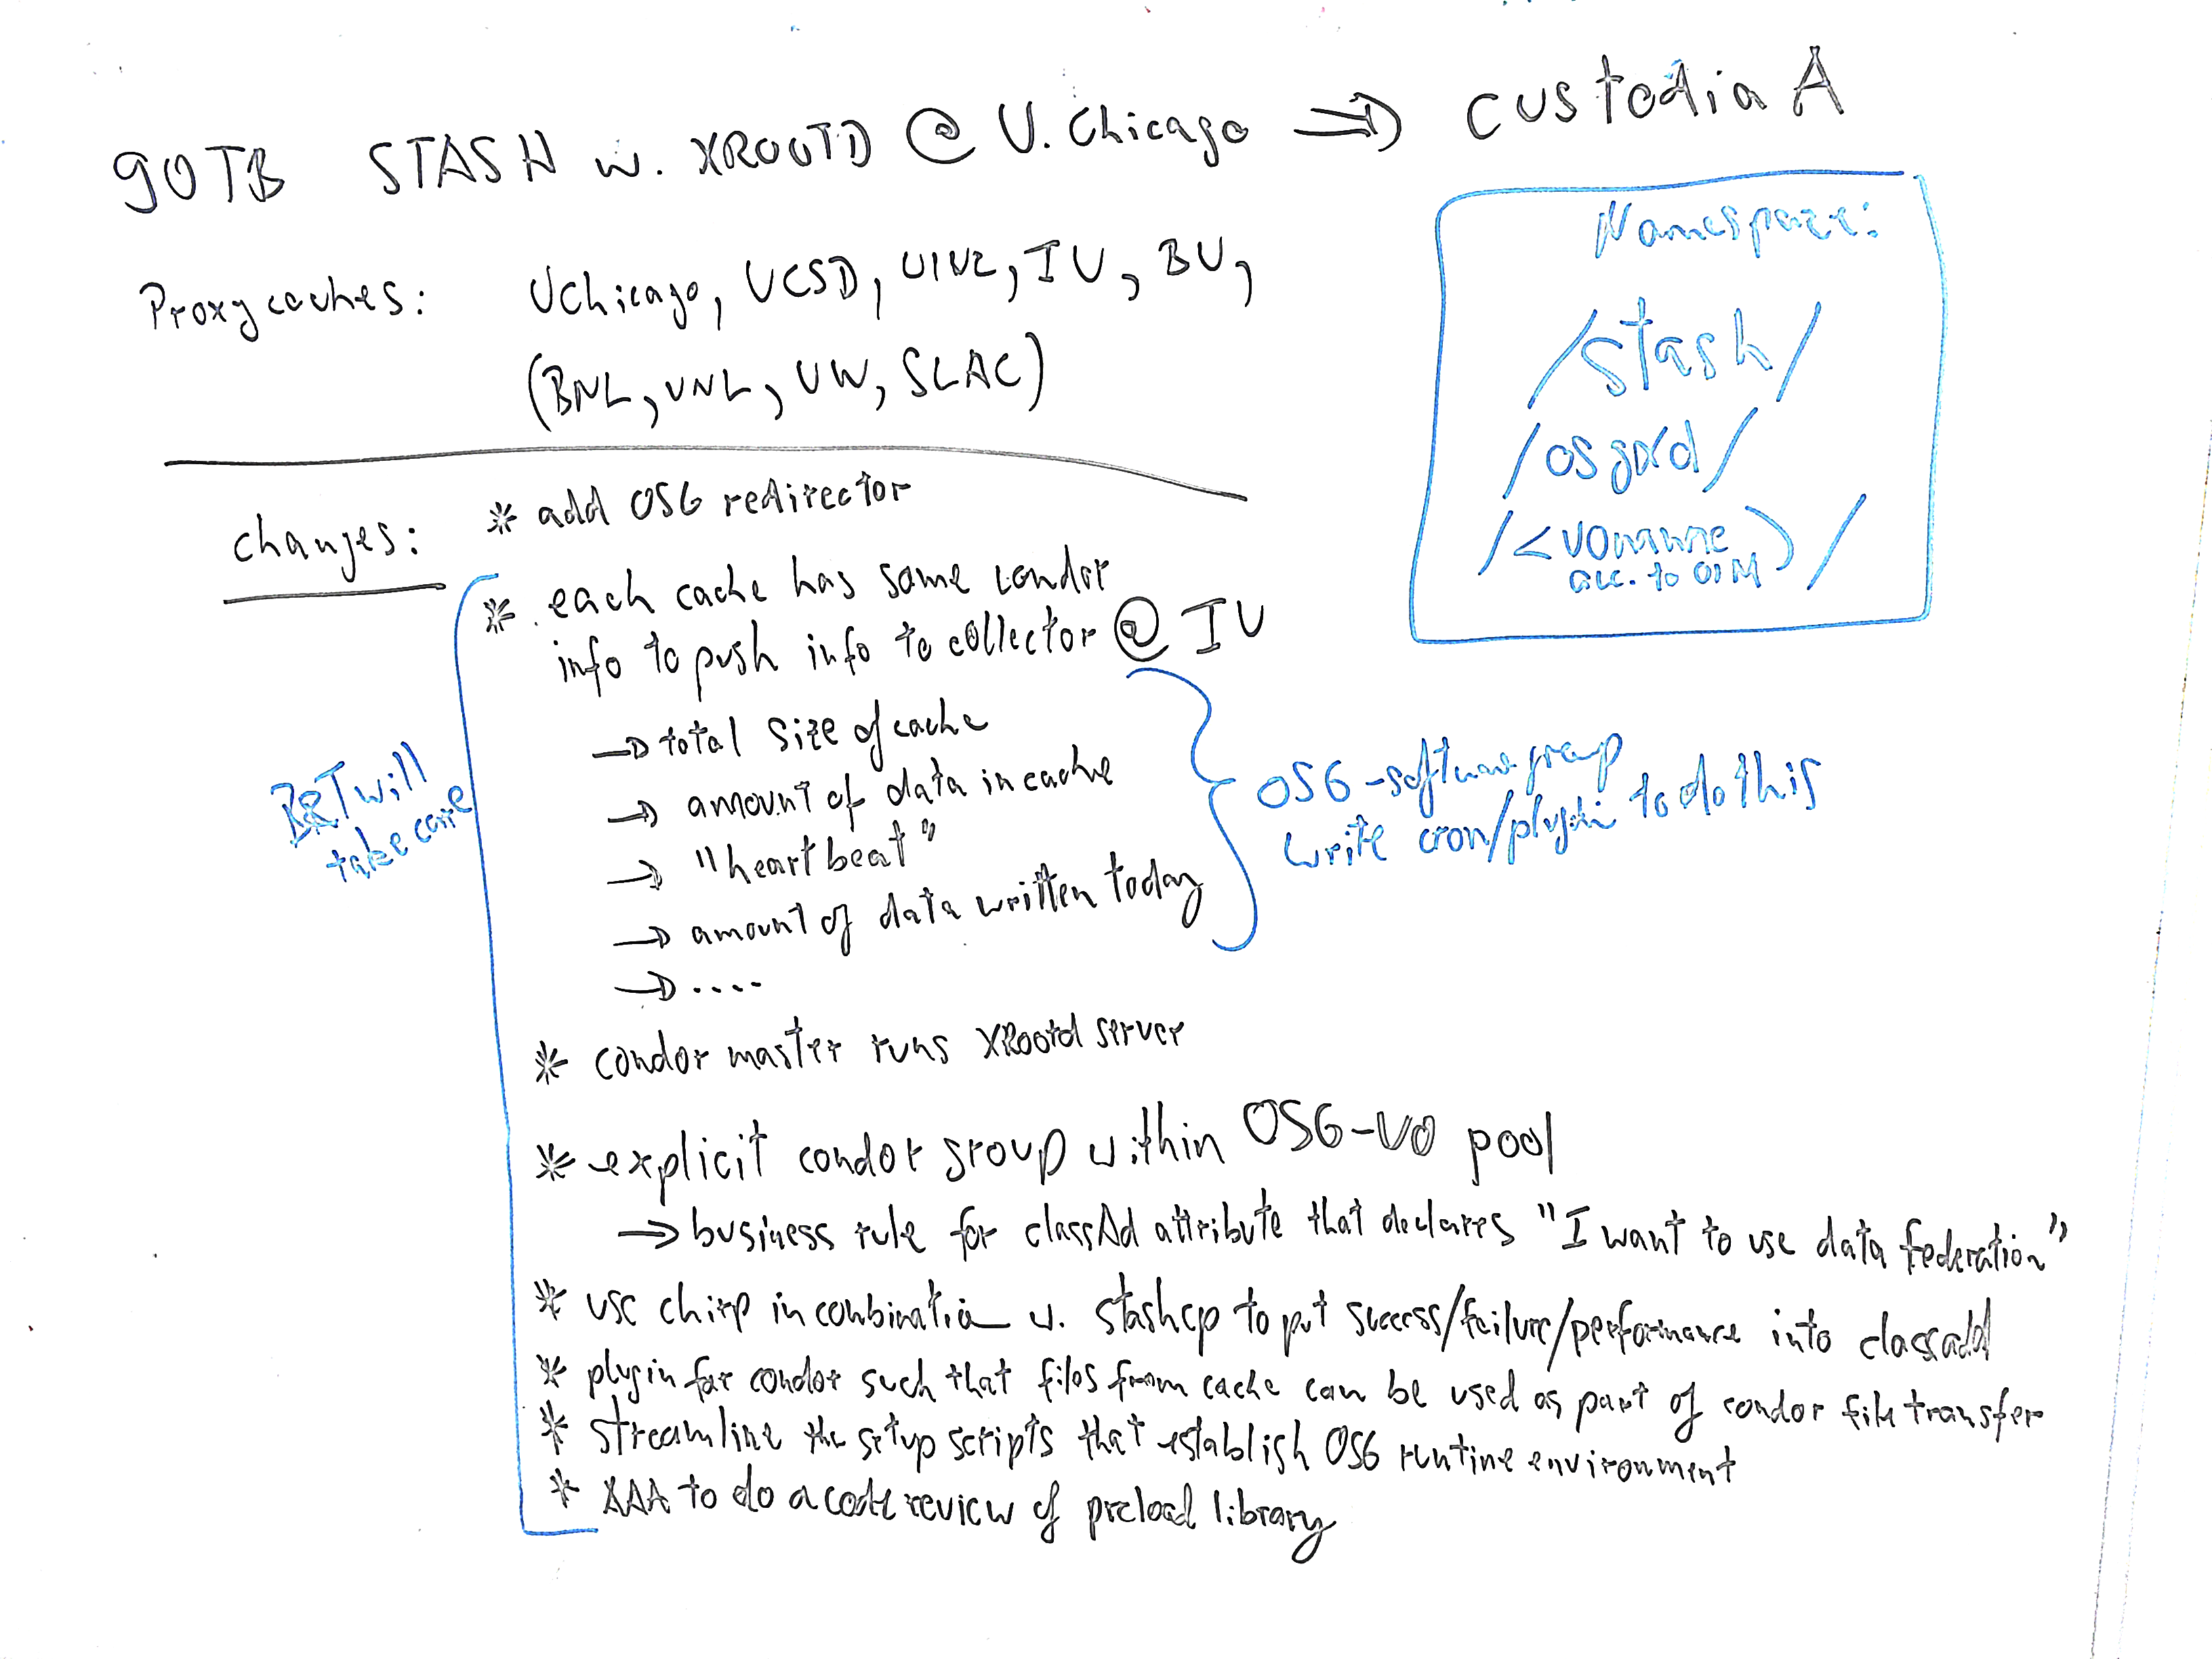 90TB STASH w. XROOTD @ U. Chicago ⇒ custodia A
Proxy caches: UChicago, UCSD, UIUC, IU, BU,
(BNL, UNL, UW, SLAC)
Namespace:
/stash/
/osgxrd/
/<VOname
acc. to OIM>/
changes:
* add OSG redirector
* each cache has some condor
info to push info to collector @ IU
→ total size of cache
→ amount of data in cache
→ "heartbeat"
→ amount of data written today
→ ....
will
take care
OSG-software group
write cron/plugin to do this
* condor master runs XRootd server
* explicit condor group within OSG-VO pool
→ business rule for classAd attribute that declares "I want to use data federation"
* use chirp in combination w. stashcp to put success/failure/performance into classadd
* plugin for condor such that files from cache can be used as part of condor file transfer
* streamline the setup scripts that establish OSG runtime environment
* AAA to do a code review of preload library